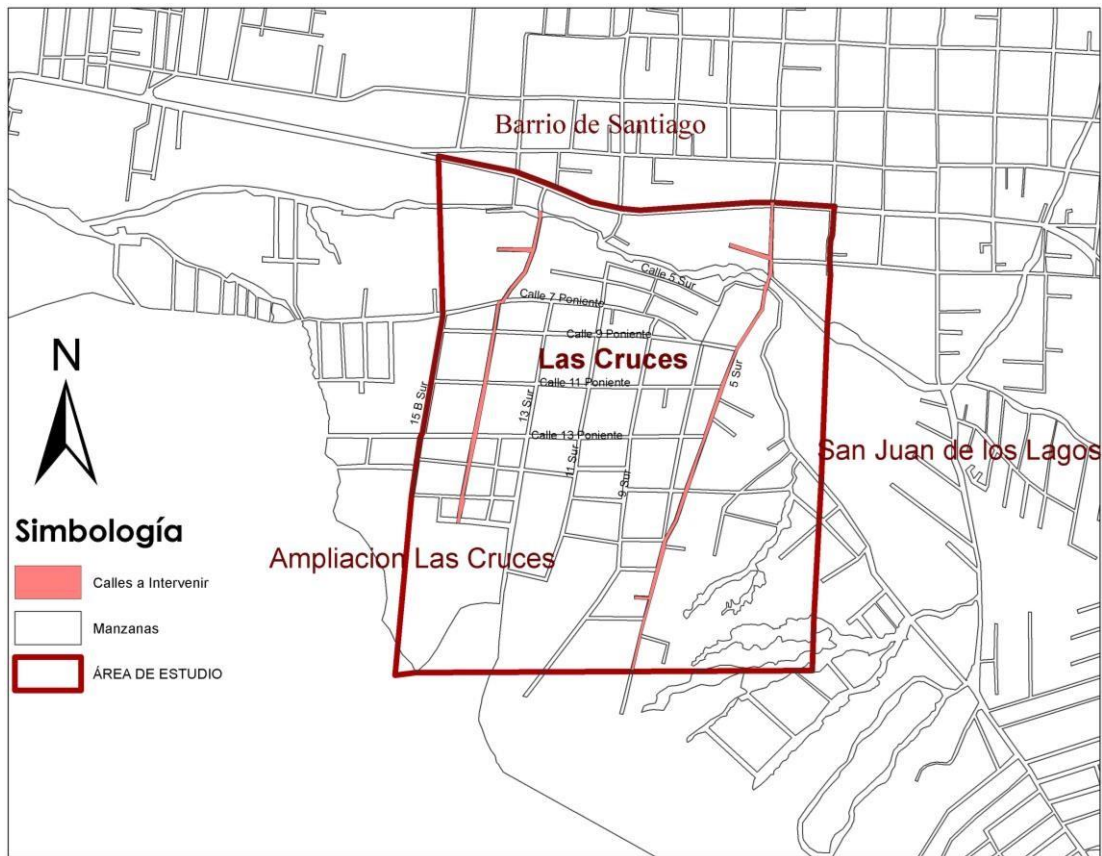 Barrio de Santiago
Calle 5 Sur
Calle 7 Poniente
Calle 9 Poniente
Las Cruces
Calle 11 Poniente
5 Sur
15 B Sur
13 Sur
Calle 13 Poniente
11 Sur
9 Sur
San Juan de los Lagos
Ampliacion Las Cruces
N
Simbología
Calles a Intervenir
Manzanas
ÁREA DE ESTUDIO